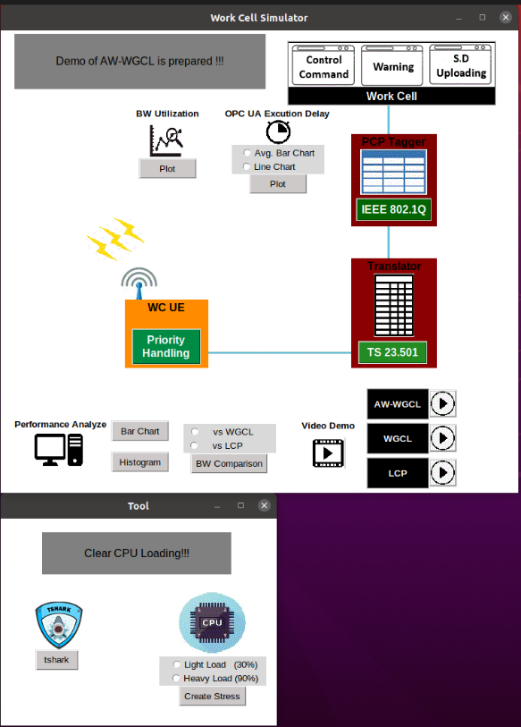 Work Cell Simulator
Demo of AW-WGCL is prepared !!!
Control
Command
Warning
S.D
Uploading
Work Cell
BW Utilization
Plot
OPC UA Excution Delay
Avg. Bar Chart
Line Chart
Plot
PCP Tagger
IEEE 802.1Q
Translator
TS 23.501
WC UE
Priority
Handling
Performance Analyze
Bar Chart
Histogram
vs WGCL
vs LCP
BW Comparison
Video Demo
AW-WGCL
WGCL
LCP
Tool
Clear CPU Loading!!!
TSHARK
tshark
CPU
Light Load (30%)
Heavy Load (90%)
Create Stress